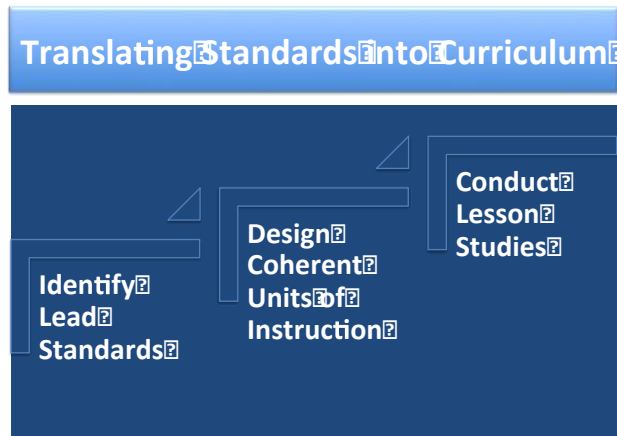 Translating Standards into Curriculum
Identify
Lead
Standards
Design
Coherent
Units of
Instruction
Conduct
Lesson
Studies